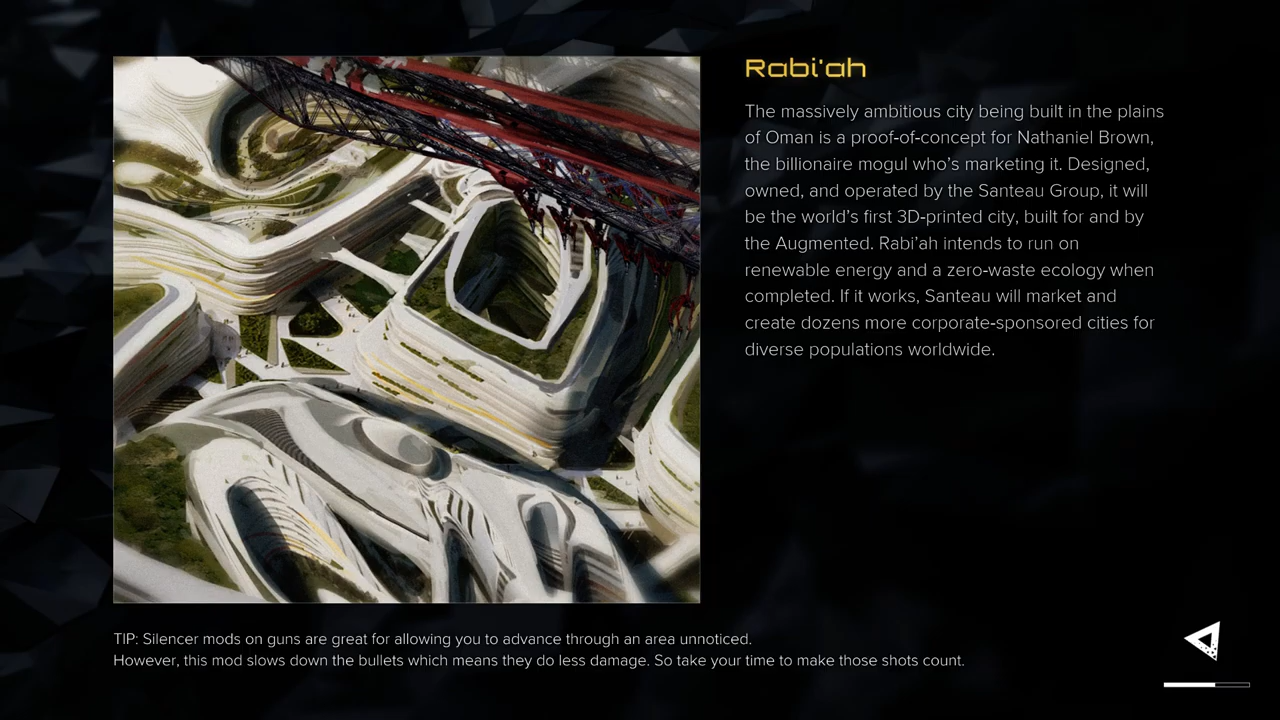 Rabi'ah
The massively ambitious city being built in the plains
of Oman is a proof-of-concept for Nathaniel Brown,
the billionaire mogul who's marketing it. Designed,
owned, and operated by the Santeau Group, it will
be the world's first 3D-printed city, built for and by
the Augmented. Rabi'ah intends to run on
renewable energy and a zero-waste ecology when
completed. If it works, Santeau will market and
create dozens more corporate-sponsored cities for
diverse populations worldwide.
TIP: Silencer mods on guns are great for allowing you to advance through an area unnoticed.
However, this mod slows down the bullets which means they do less damage. So take your time to make those shots count.